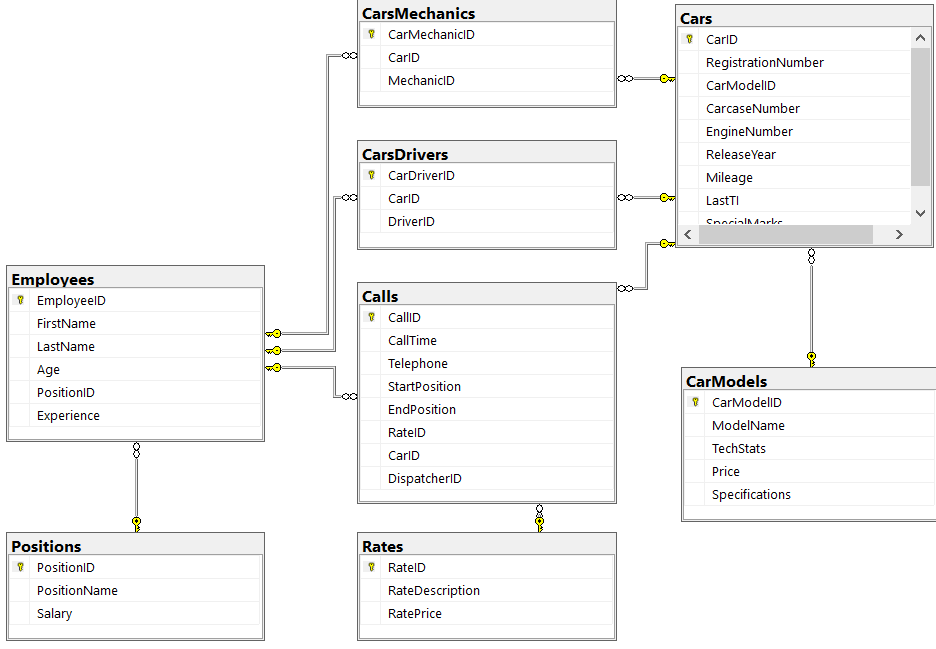 CarsMechanics
CarMechanicID
CarID
MechanicID
Cars
CarID
RegistrationNumber
CarModelID
CarcaseNumber
EngineNumber
ReleaseYear
Mileage
LastTI
SpecialMarks
CarsDrivers
CarDriverID
CarID
DriverID
Employees
EmployeeID
FirstName
LastName
Age
PositionID
Experience
Calls
CallID
CallTime
Telephone
StartPosition
EndPosition
RateID
CarID
DispatcherID
CarModels
CarModelID
ModelName
TechStats
Price
Specifications
Positions
PositionID
PositionName
Salary
Rates
RateID
RateDescription
RatePrice